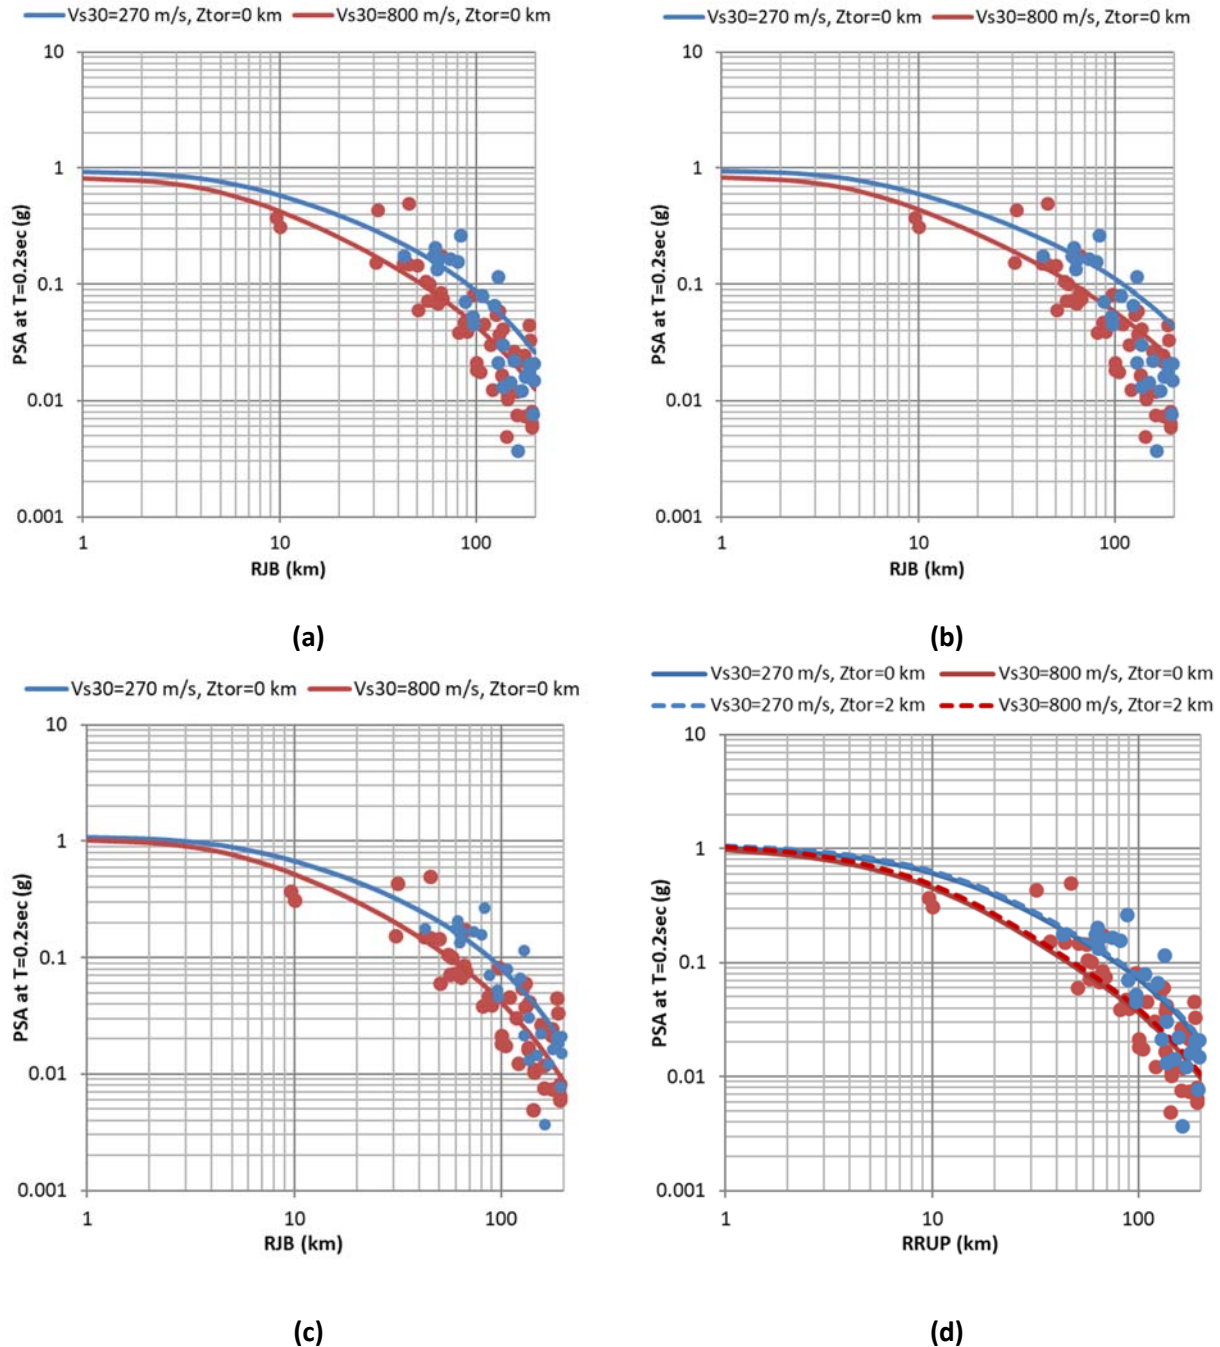 Vs30=270 m/s, Ztor=0 km Vs30=800 m/s, Ztor=0 km
10
1
0.1
0.01
0.001
PSA at T=0.2sec (g)
1 10 100
RJB (km)
(a)
Vs30=270 m/s, Ztor=0 km Vs30=800 m/s, Ztor=0 km
10
1
0.1
0.01
0.001
PSA at T=0.2sec (g)
1 10 100
RJB (km)
(b)
Vs30=270 m/s, Ztor=0 km Vs30=800 m/s, Ztor=0 km
10
1
0.1
0.01
0.001
PSA at T=0.2sec (g)
1 10 100
RJB (km)
(c)
Vs30=270 m/s, Ztor=0 km Vs30=800 m/s, Ztor=0 km
Vs30=270 m/s, Ztor=2 km Vs30=800 m/s, Ztor=2 km
10
1
0.1
0.01
0.001
PSA at T=0.2sec (g)
1 10 100
RRUP (km)
(d)